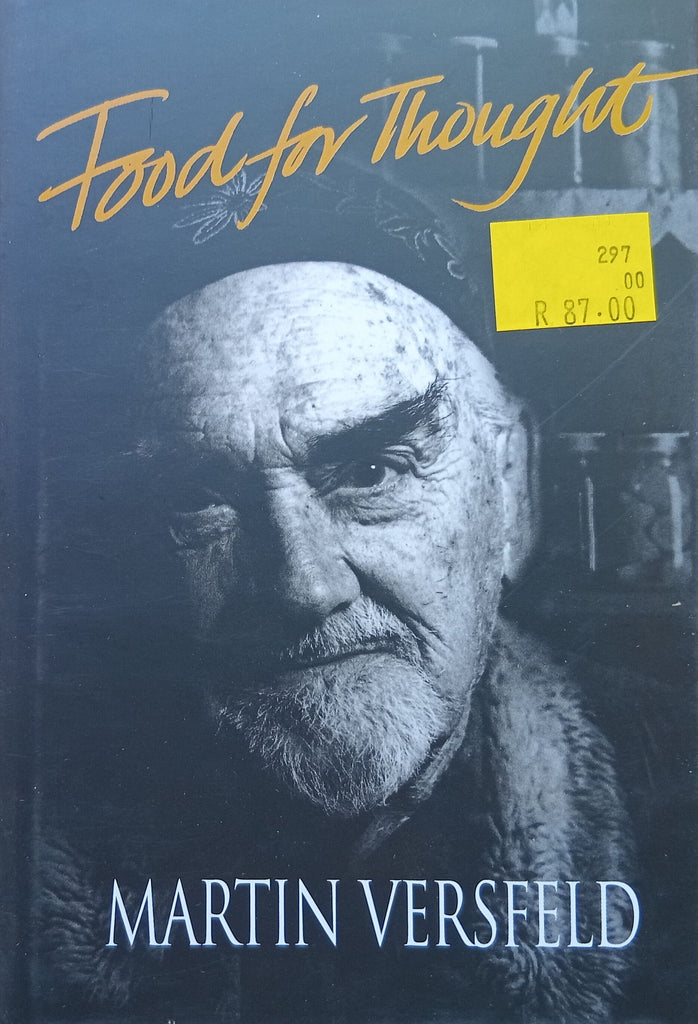 Food for Thought
297
.00
R 87.00
MARTIN VERSFELD